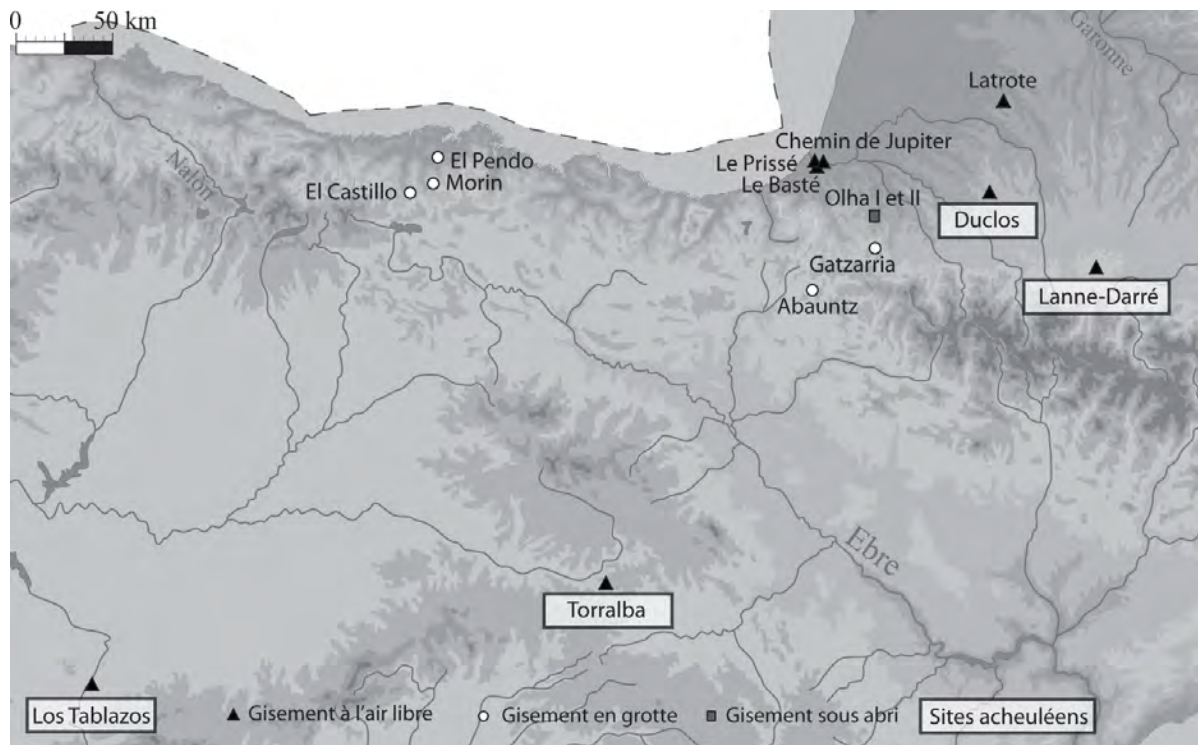 0 50 km
Garonne
Latrote
Chemin de Jupiter
Le Prissé
Le Basté
El Pendo
Morin
El Castillo
Nalón
Olha I et II
Duclos
Gatzarria
Lanne-Darré
Abauntz
Ebre
Torralba
Los Tablazos
Gisement à l'air libre
Gisement en grotte
Gisement sous abri
Sites acheuléens